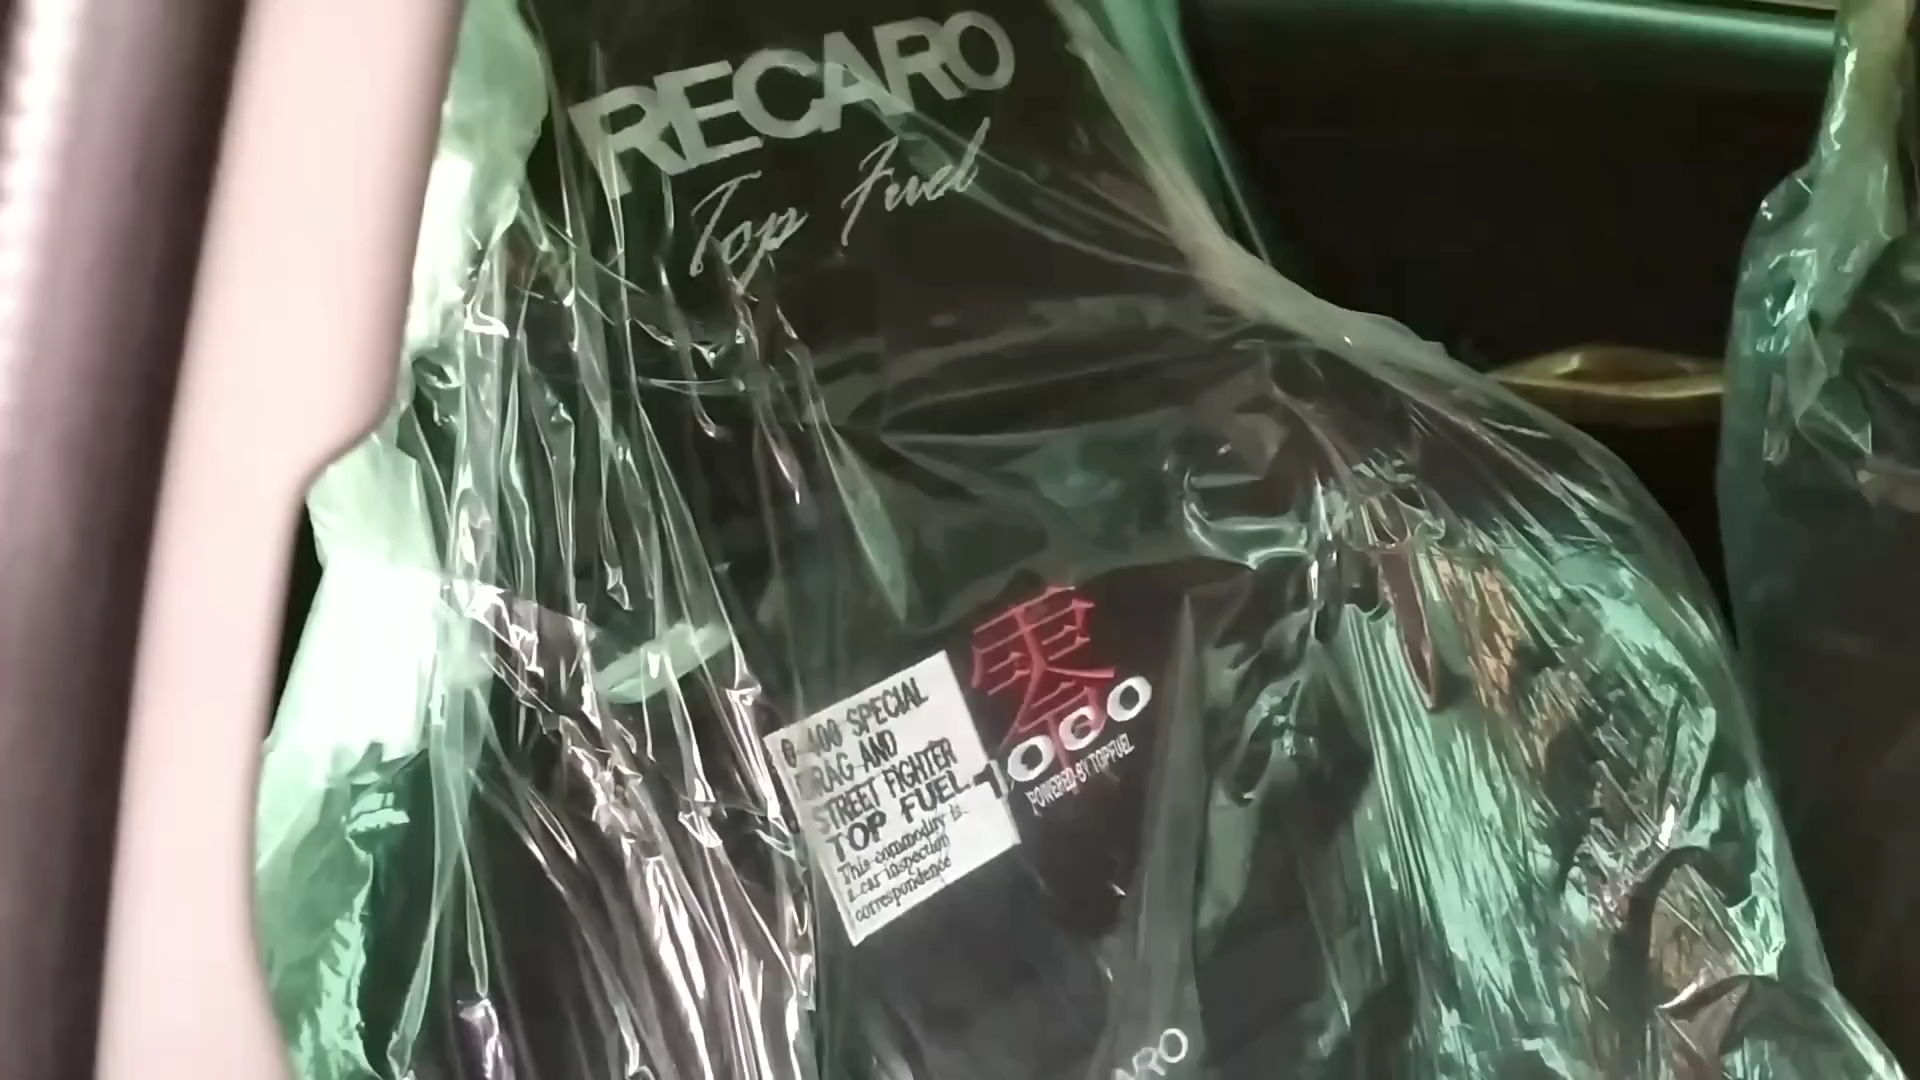 RECARO
Top Fuel
零
1000
POWERED BY TOPFUEL
0-400 SPECIAL
DRAG AND
STREET FIGHTER
TOP FUEL
This commodity is
a car inspection
correspondence
ARO